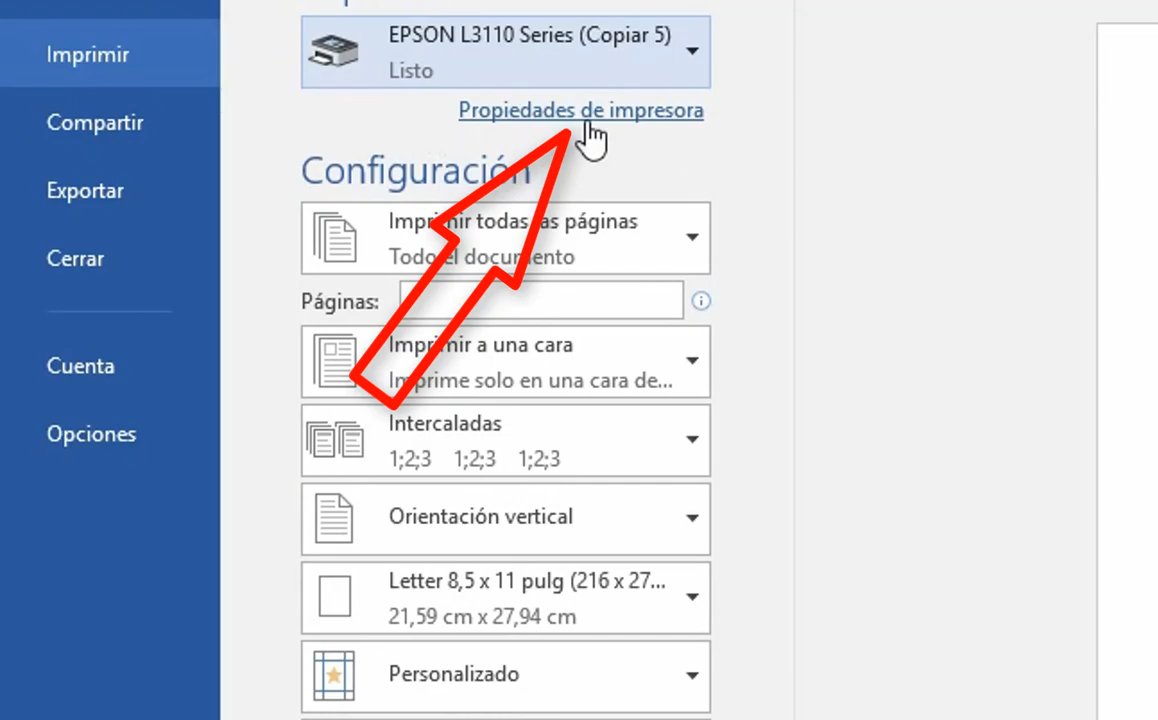 Imprimir
Compartir
Exportar
Cerrar
Cuenta
Opciones
EPSON L3110 Series (Copiar 5)
Listo
Propiedades de impresora
Configuración
Imprimir todas las páginas
Todo el documento
Páginas:
Imprimir a una cara
Imprime solo en una cara de...
Intercaladas
1;2;3 1;2;3 1;2;3
Orientación vertical
Letter 8,5 x 11 pulg (216 x 27...
21,59 cm x 27,94 cm
Personalizado